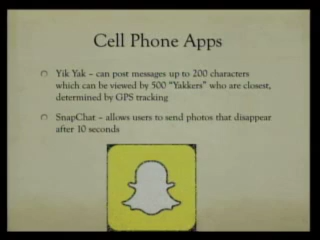 Cell Phone Apps
Yik Yak – can post messages up to 200 characters
which can be viewed by 500 "Yakkers" who are closest,
determined by GPS tracking
SnapChat – allows users to send photos that disappear
after 10 seconds